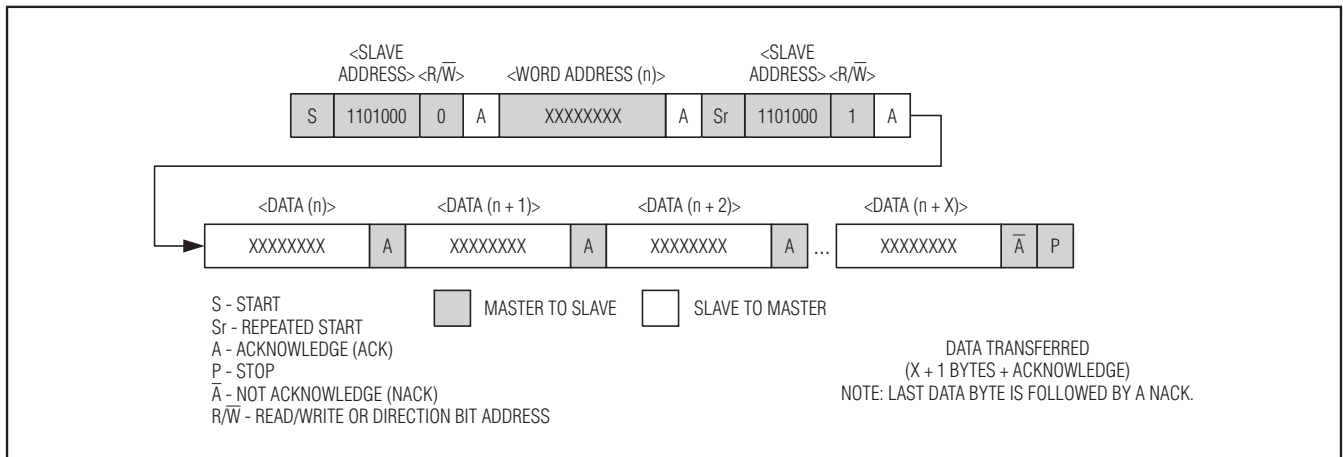 <SLAVE ADDRESS> <R/W̅> <WORD ADDRESS (n)> <SLAVE ADDRESS> <R/W̅>
S 1101000 0 A XXXXXXXX A Sr 1101000 1 A
<DATA (n)> <DATA (n + 1)> <DATA (n + 2)> <DATA (n + X)>
XXXXXXXX A XXXXXXXX A XXXXXXXX A ... XXXXXXXX A̅ P
S - START
Sr - REPEATED START
A - ACKNOWLEDGE (ACK)
P - STOP
A̅ - NOT ACKNOWLEDGE (NACK)
R/W̅ - READ/WRITE OR DIRECTION BIT ADDRESS
MASTER TO SLAVE SLAVE TO MASTER
DATA TRANSFERRED
(X + 1 BYTES + ACKNOWLEDGE)
NOTE: LAST DATA BYTE IS FOLLOWED BY A NACK.